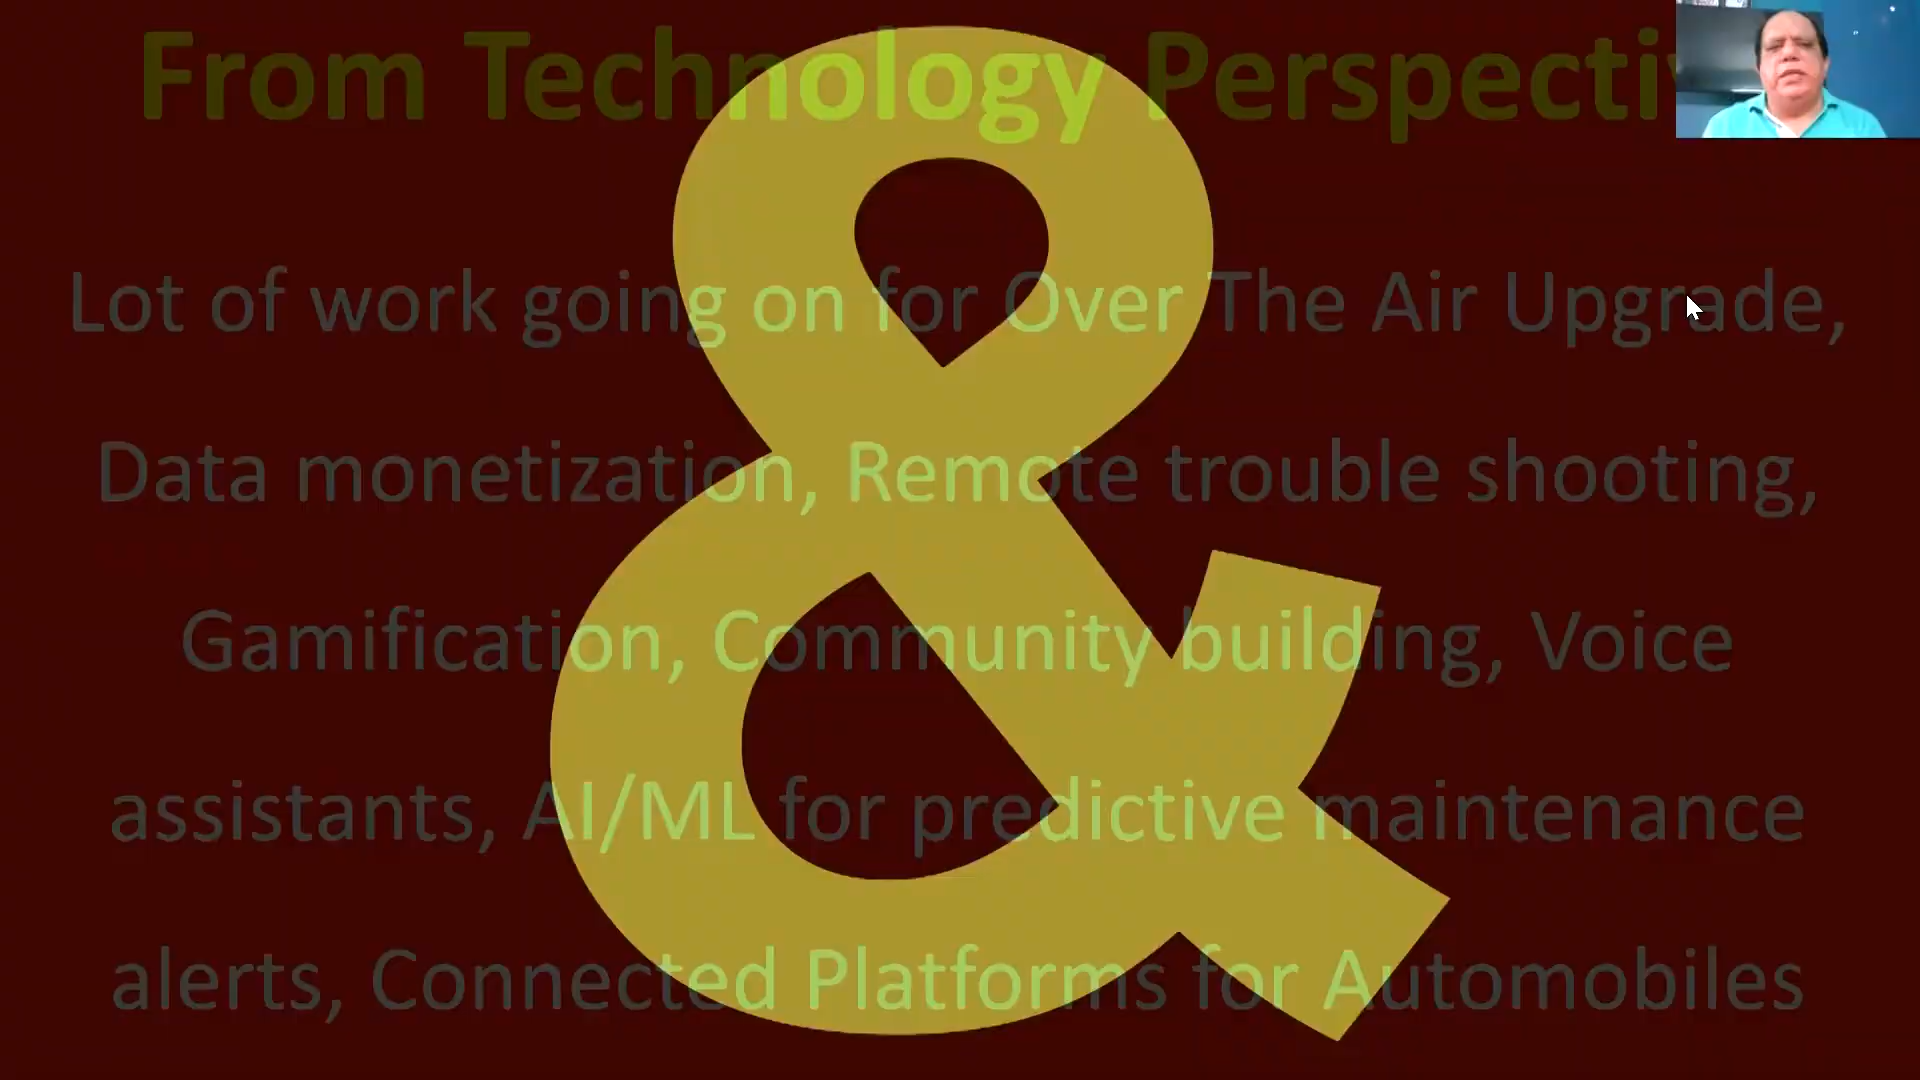 From Technology Perspecti
&
Lot of work going on for Over The Air Upgrade,
Data monetization, Remote trouble shooting,
Gamification, Community building, Voice
assistants, AI/ML for predictive maintenance
alerts, Connected Platforms for Automobiles